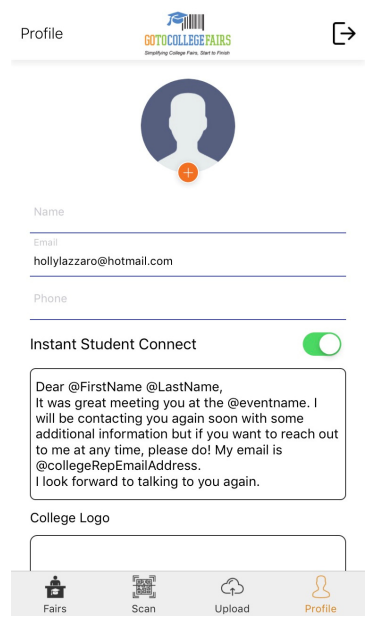 Profile
GOTOCOLLEGEFAIRS
Simplifying College Fairs, Start to Finish
Name
Email
hollylazzaro@hotmail.com
Phone
Instant Student Connect
Dear @FirstName @LastName,
It was great meeting you at the @eventname. I
will be contacting you again soon with some
additional information but if you want to reach out
to me at any time, please do! My email is
@collegeRepEmailAddress.
I look forward to talking to you again.
College Logo
Fairs
Scan
Upload
Profile